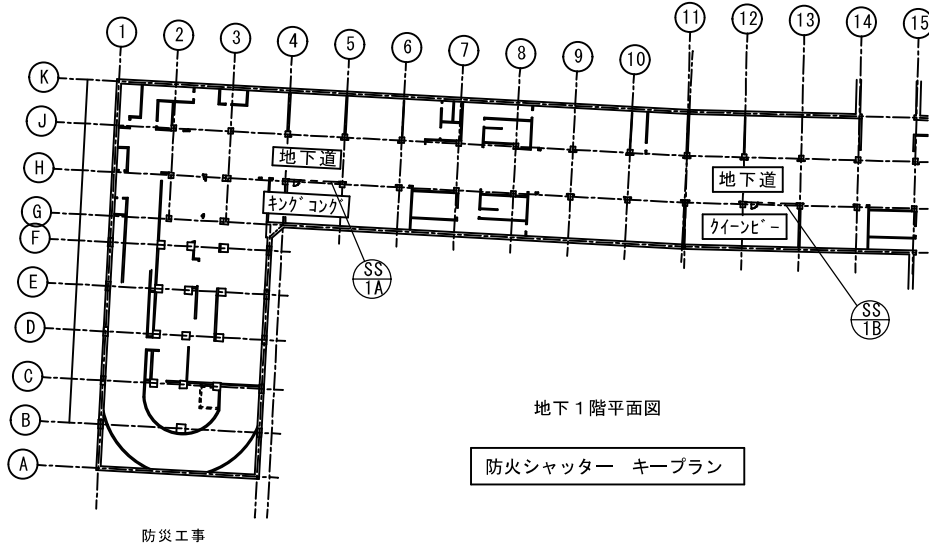 1
2
3
4
5
6
7
8
9
10
11
12
13
14
15
K
J
H
G
F
E
D
C
B
A
地下道
キングコング
SS
1A
地下道
クイーンビー
SS
1B
地下1階平面図
防火シャッター　キープラン
防災工事